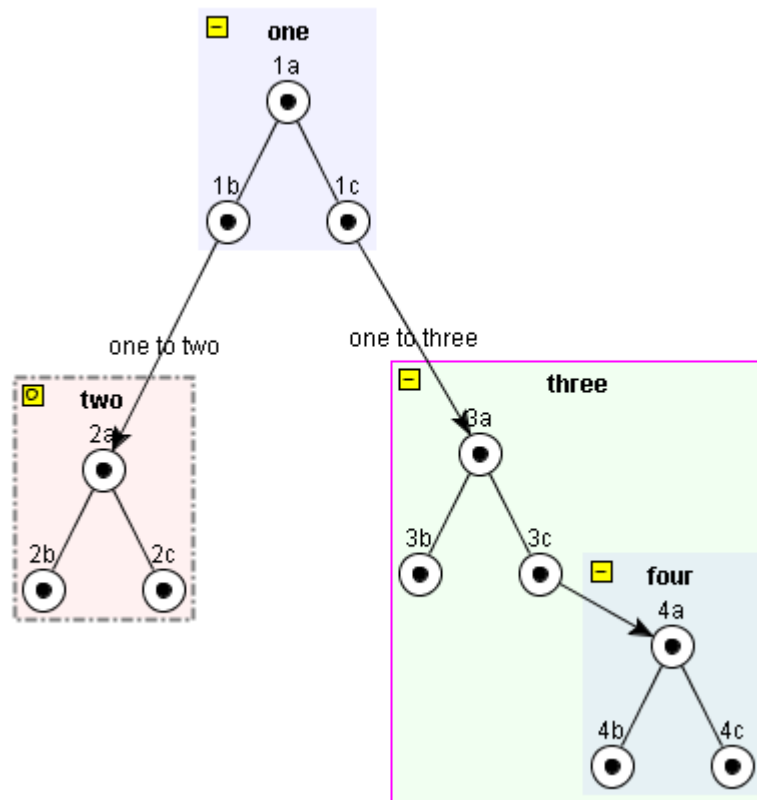 one
1a
1b
1c
one to two
one to three
two
2a
2b
2c
three
3a
3b
3c
four
4a
4b
4c